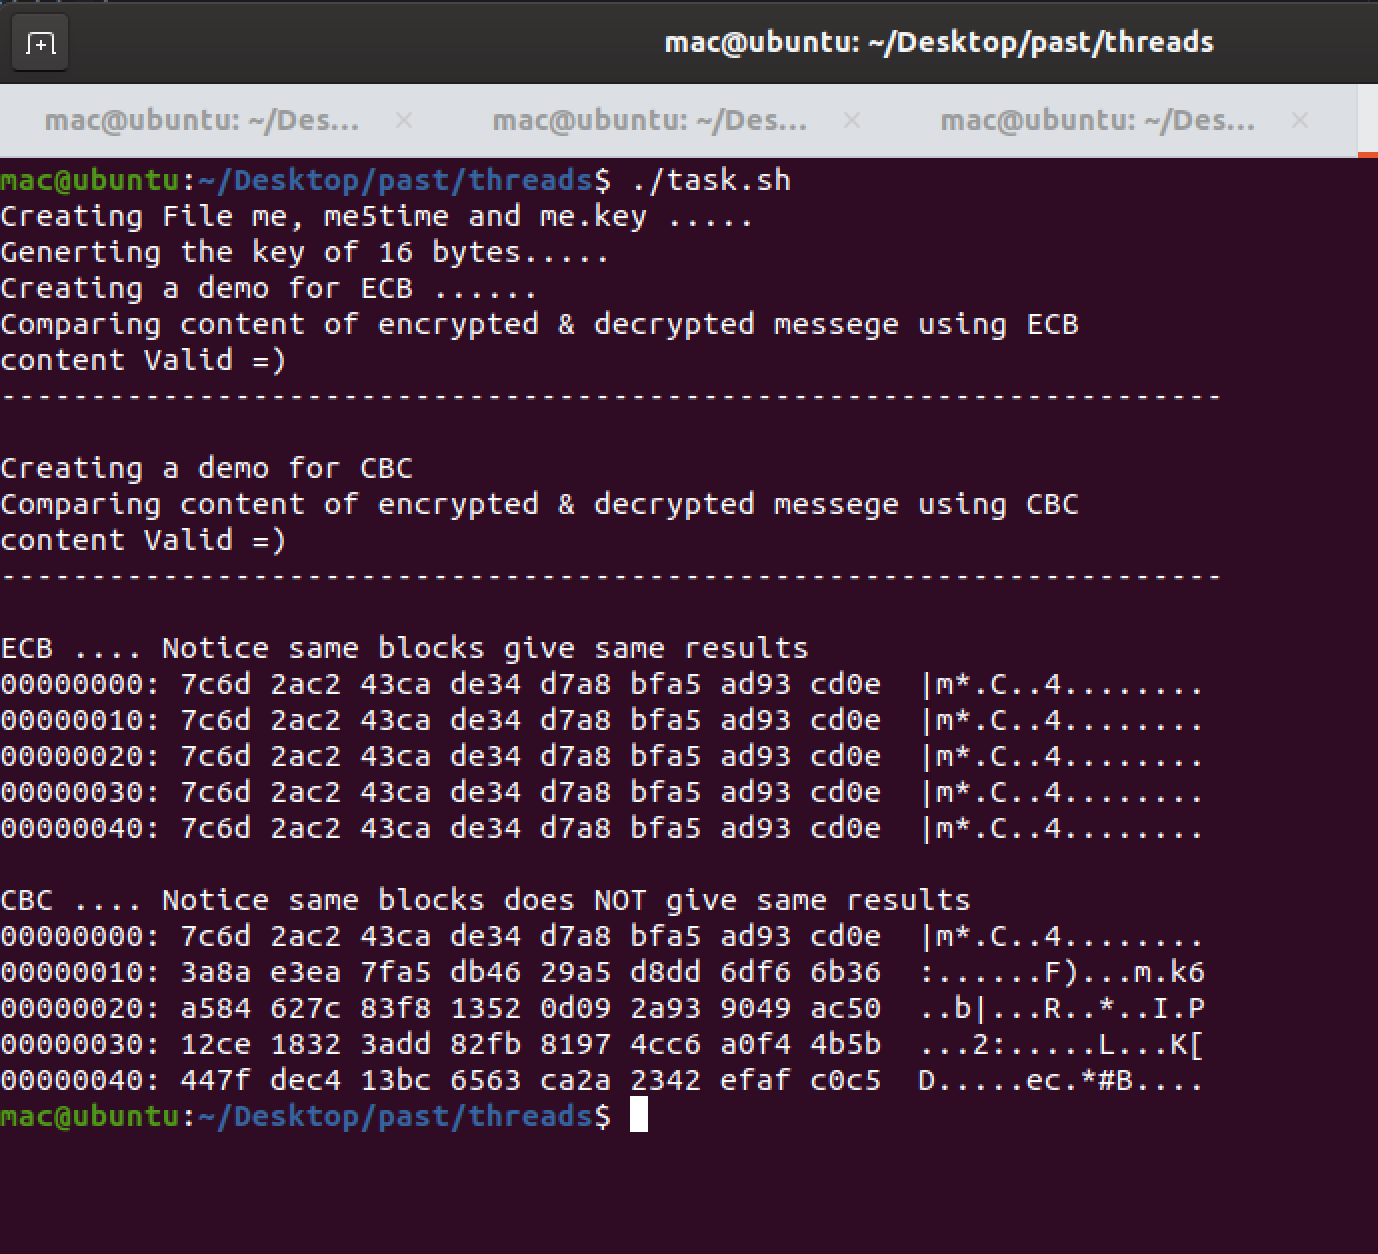 mac@ubuntu: ~/Desktop/past/threads
mac@ubuntu: ~/Des... × mac@ubuntu: ~/Des... × mac@ubuntu: ~/Des... ×
mac@ubuntu:~/Desktop/past/threads$ ./task.sh
Creating File me, me5time and me.key .....
Generting the key of 16 bytes.....
Creating a demo for ECB ......
Comparing content of encrypted & decrypted messege using ECB
content Valid =)
--------------------------------------------------------------------
Creating a demo for CBC
Comparing content of encrypted & decrypted messege using CBC
content Valid =)
--------------------------------------------------------------------
ECB .... Notice same blocks give same results
00000000: 7c6d 2ac2 43ca de34 d7a8 bfa5 ad93 cd0e  |m*.C..4........
00000010: 7c6d 2ac2 43ca de34 d7a8 bfa5 ad93 cd0e  |m*.C..4........
00000020: 7c6d 2ac2 43ca de34 d7a8 bfa5 ad93 cd0e  |m*.C..4........
00000030: 7c6d 2ac2 43ca de34 d7a8 bfa5 ad93 cd0e  |m*.C..4........
00000040: 7c6d 2ac2 43ca de34 d7a8 bfa5 ad93 cd0e  |m*.C..4........
CBC .... Notice same blocks does NOT give same results
00000000: 7c6d 2ac2 43ca de34 d7a8 bfa5 ad93 cd0e  |m*.C..4........
00000010: 3a8a e3ea 7fa5 db46 29a5 d8dd 6df6 6b36  :......F)...m.k6
00000020: a584 627c 83f8 1352 0d09 2a93 9049 ac50  ..b|...R..*..I.P
00000030: 12ce 1832 3add 82fb 8197 4cc6 a0f4 4b5b  ...2:.....L...K[
00000040: 447f dec4 13bc 6563 ca2a 2342 efaf c0c5  D.....ec.*#B....
mac@ubuntu:~/Desktop/past/threads$